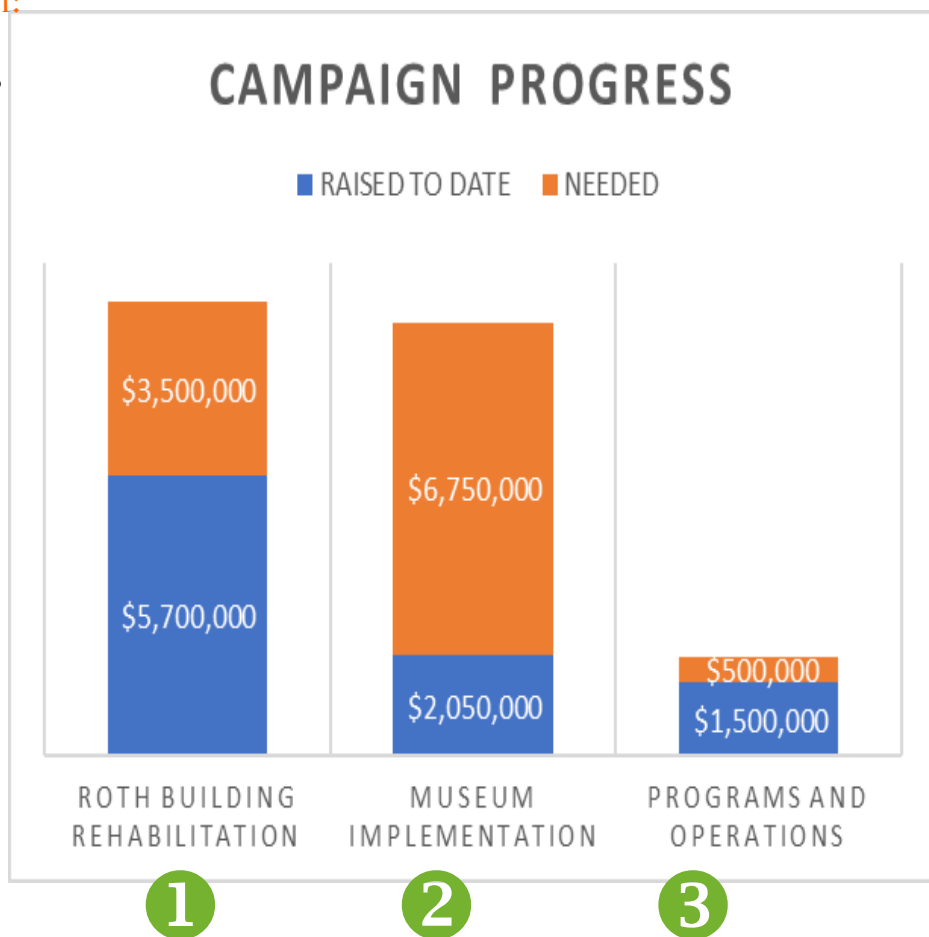 r:
CAMPAIGN PROGRESS
RAISED TO DATE NEEDED
$3,500,000
$5,700,000
$6,750,000
$2,050,000
$500,000
$1,500,000
ROTH BUILDING
REHABILITATION
MUSEUM
IMPLEMENTATION
PROGRAMS AND
OPERATIONS
1 2 3